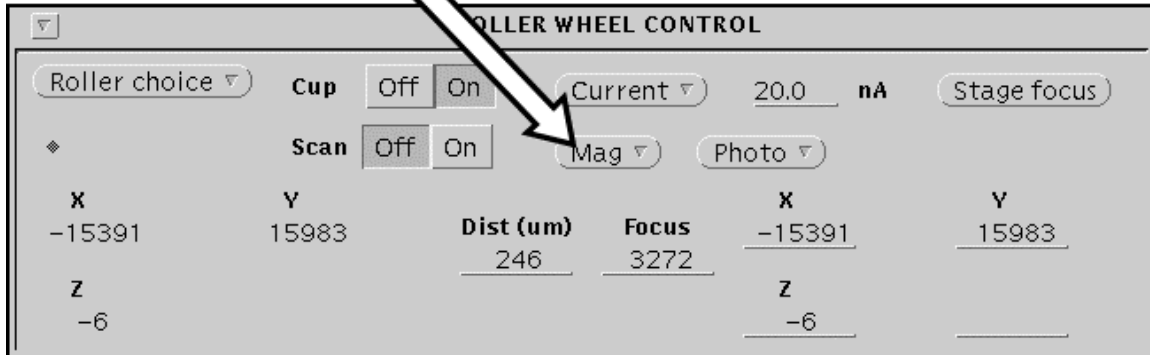 OLLER WHEEL CONTROL
Roller choice Cup Off On Current 20.0 nA Stage focus
Scan Off On Mag Photo
X Y X Y
-15391 15983 Dist (um) Focus -15391 15983
246 3272
Z Z
-6 -6